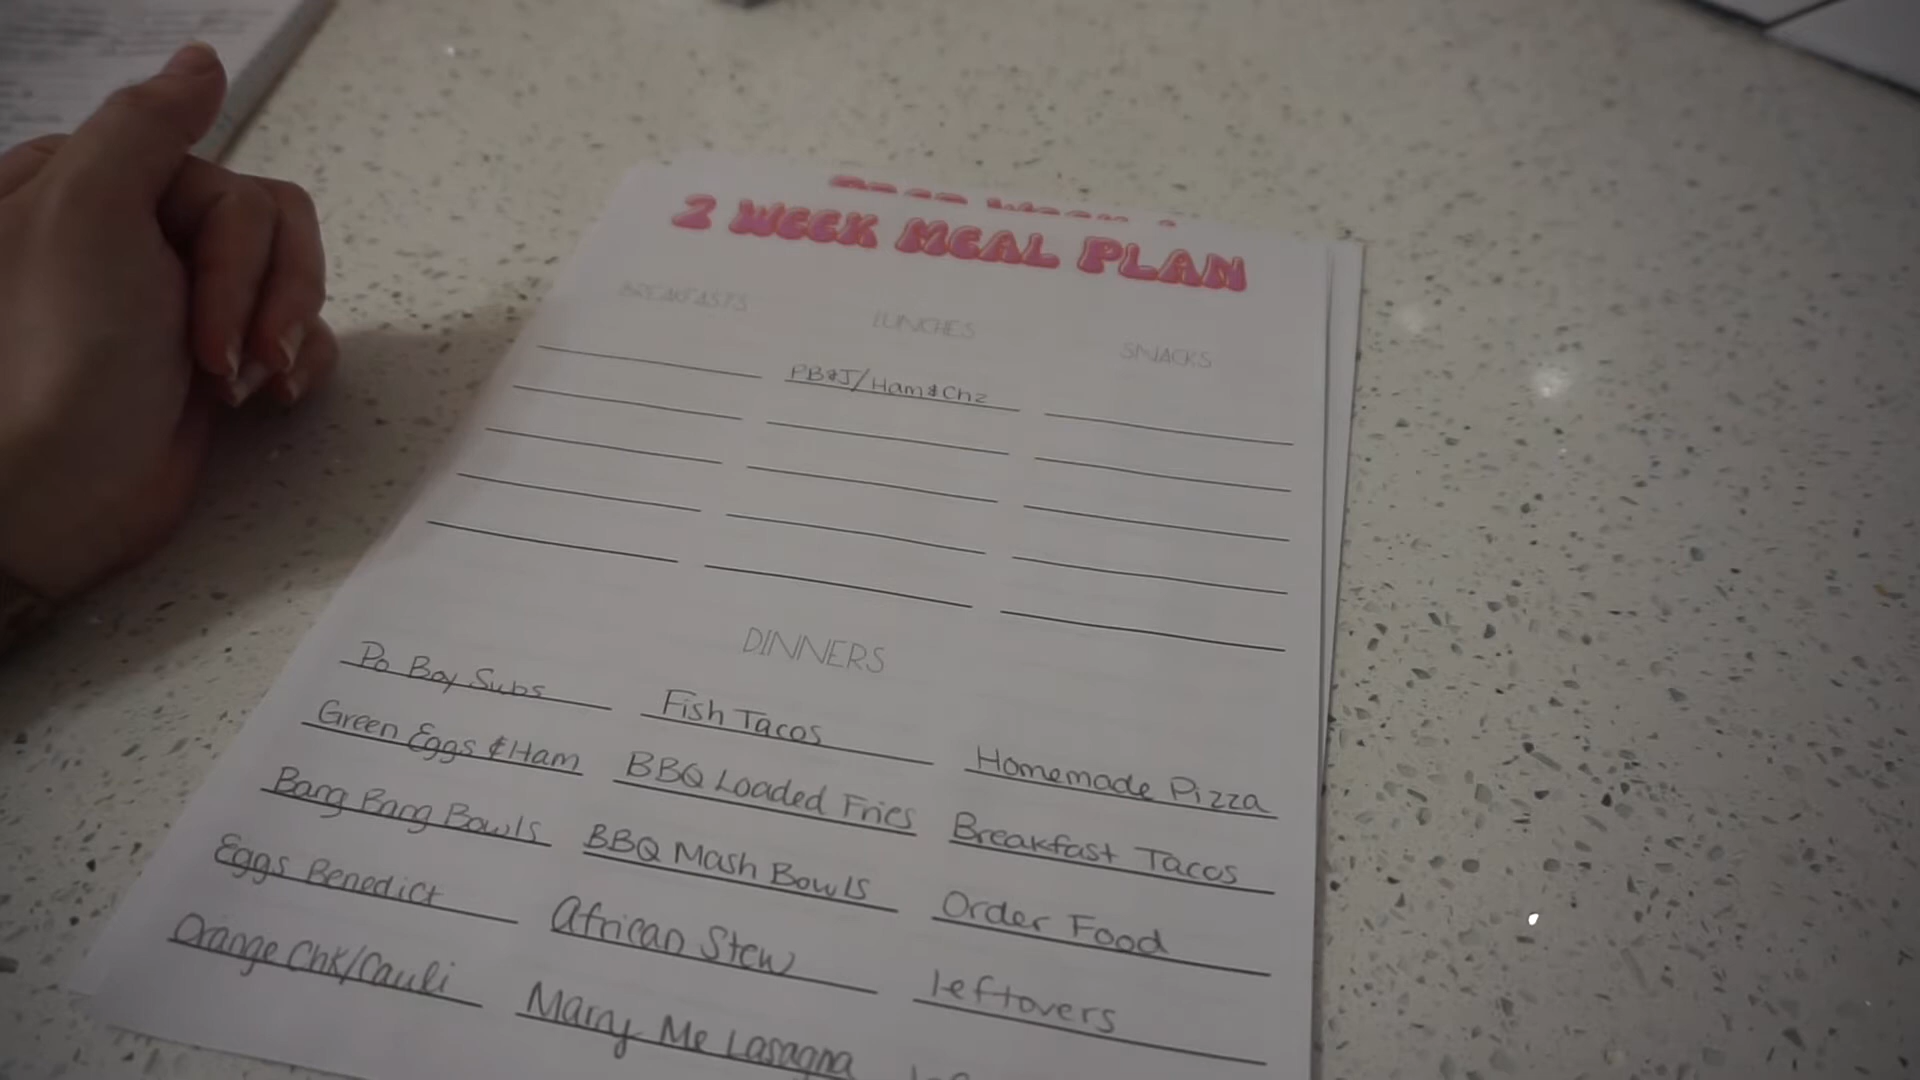 2 WEEK MEAL PLAN
BREAKFASTS LUNCHES SNACKS
PB&J/Ham&Chz
DINNERS
Po Boy Subs Fish Tacos Homemade Pizza
Green Eggs & Ham BBQ Loaded Fries Breakfast Tacos
Bang Bang Bowls BBQ Mash Bowls Order Food
Eggs Benedict African Stew leftovers
Orange Chk/Cauli Marry Me Lasagna